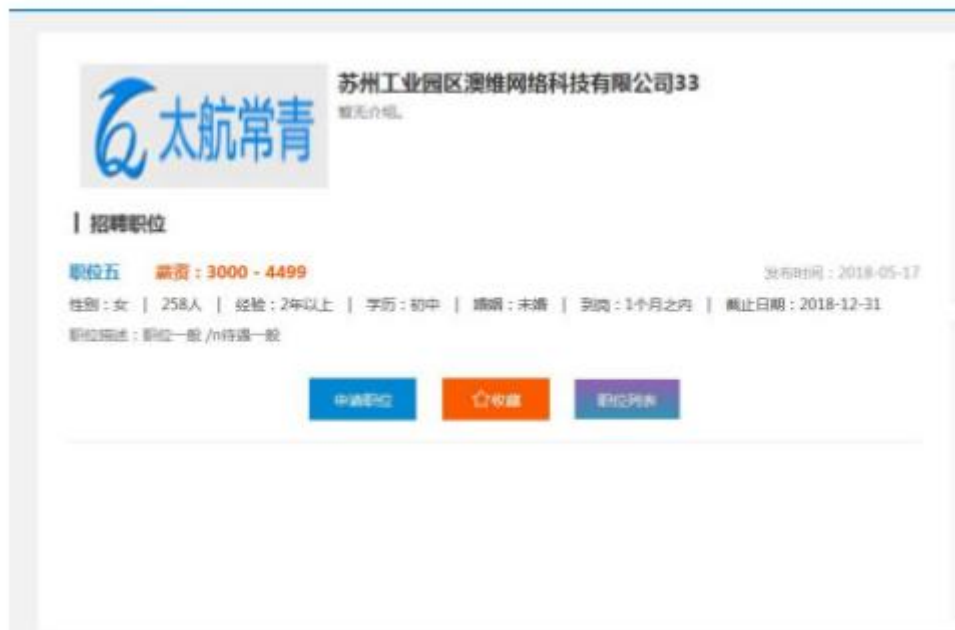 太航常青
苏州工业园区澳维网络科技有限公司33
暂无介绍。
招聘职位
职位五 薪资：3000 - 4499 发布时间：2018-05-17
性别：女 | 258人 | 经验：2年以上 | 学历：初中 | 婚姻：未婚 | 到岗：1个月之内 | 截止日期：2018-12-31
职位描述：职位一般 /n待遇一般
申请职位 ☆收藏 职位列表